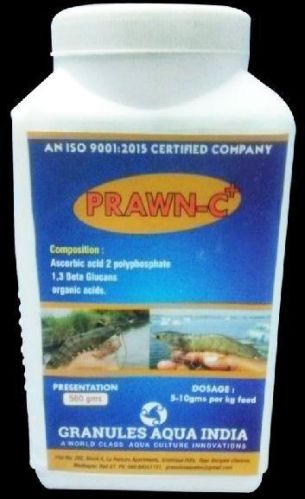 AN ISO 9001:2015 CERTIFIED COMPANY
PRAWN-C+
Composition :
Ascorbic acid 2 polyphosphate
1,3 Beta Glucans
organic acids.
PRESENTATION
500 gms
DOSAGE :
5-10gms per kg feed
GRANULES AQUA INDIA
A WORLD CLASS AQUA CULTURE INNOVATIONS